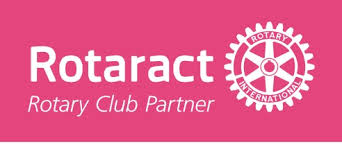 Rotaract
Rotary Club Partner
ROTARY
INTERNATIONAL